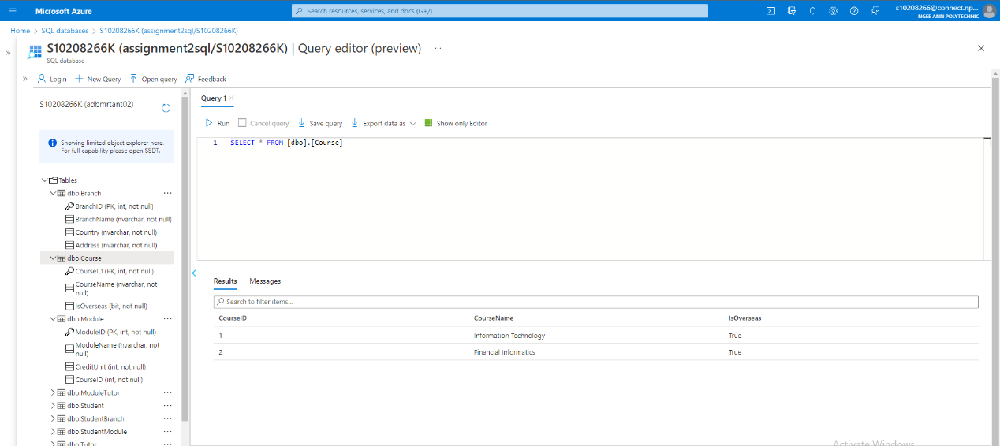 Microsoft Azure
Search resources, services, and docs (G+/)
s10208266@connect.np...
NGEE ANN POLYTECHNIC
Home > SQL databases > S10208266K (assignment2sql/S10208266K)
S10208266K (assignment2sql/S10208266K) | Query editor (preview) ...
SQL database
Login New Query Open query Feedback
S10208266K (adbmrtant02)
Showing limited object explorer here.
For full capability please open SSDT.
Tables
dbo.Branch
BranchID (PK, int, not null)
BranchName (nvarchar, not null)
Country (nvarchar, not null)
Address (nvarchar, not null)
dbo.Course
CourseID (PK, int, not null)
CourseName (nvarchar, not
null)
IsOverseas (bit, not null)
dbo.Module
ModuleID (PK, int, not null)
ModuleName (nvarchar, not
null)
CreditUnit (int, not null)
CourseID (int, not null)
dbo.ModuleTutor
dbo.Student
dbo.StudentBranch
dbo.StudentModule
dbo.Tutor
Query 1
Run Cancel query Save query Export data as Show only Editor
1 SELECT * FROM [dbo].[Course]
Results Messages
Search to filter items...
CourseID CourseName IsOverseas
1 Information Technology True
2 Financial Informatics True
Activate Windows